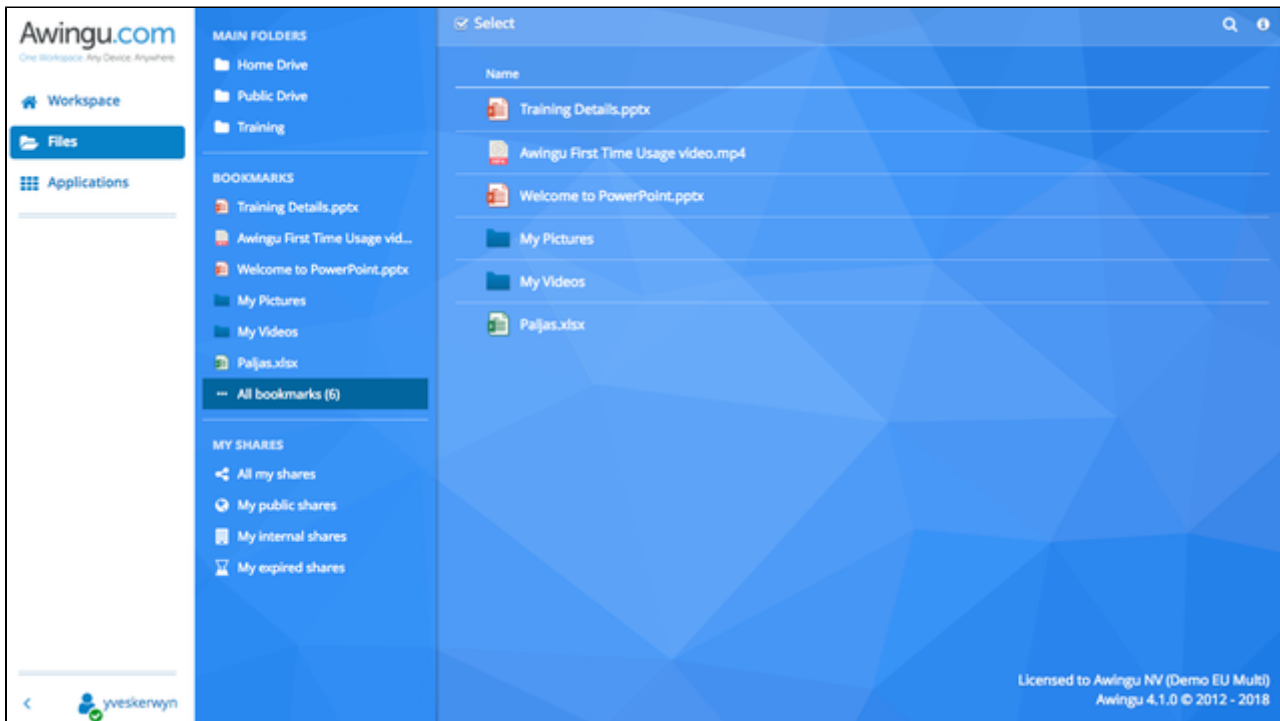 Awingu.com
One Workspace. Any Device. Anywhere.
Workspace
Files
Applications
yveskerwyn
MAIN FOLDERS
Home Drive
Public Drive
Training
BOOKMARKS
Training Details.pptx
Awingu First Time Usage vid...
Welcome to PowerPoint.pptx
My Pictures
My Videos
Paljas.xlsx
All bookmarks (6)
MY SHARES
All my shares
My public shares
My internal shares
My expired shares
Select
Name
Training Details.pptx
Awingu First Time Usage video.mp4
Welcome to PowerPoint.pptx
My Pictures
My Videos
Paljas.xlsx
Licensed to Awingu NV (Demo EU Multi)
Awingu 4.1.0 © 2012 - 2018